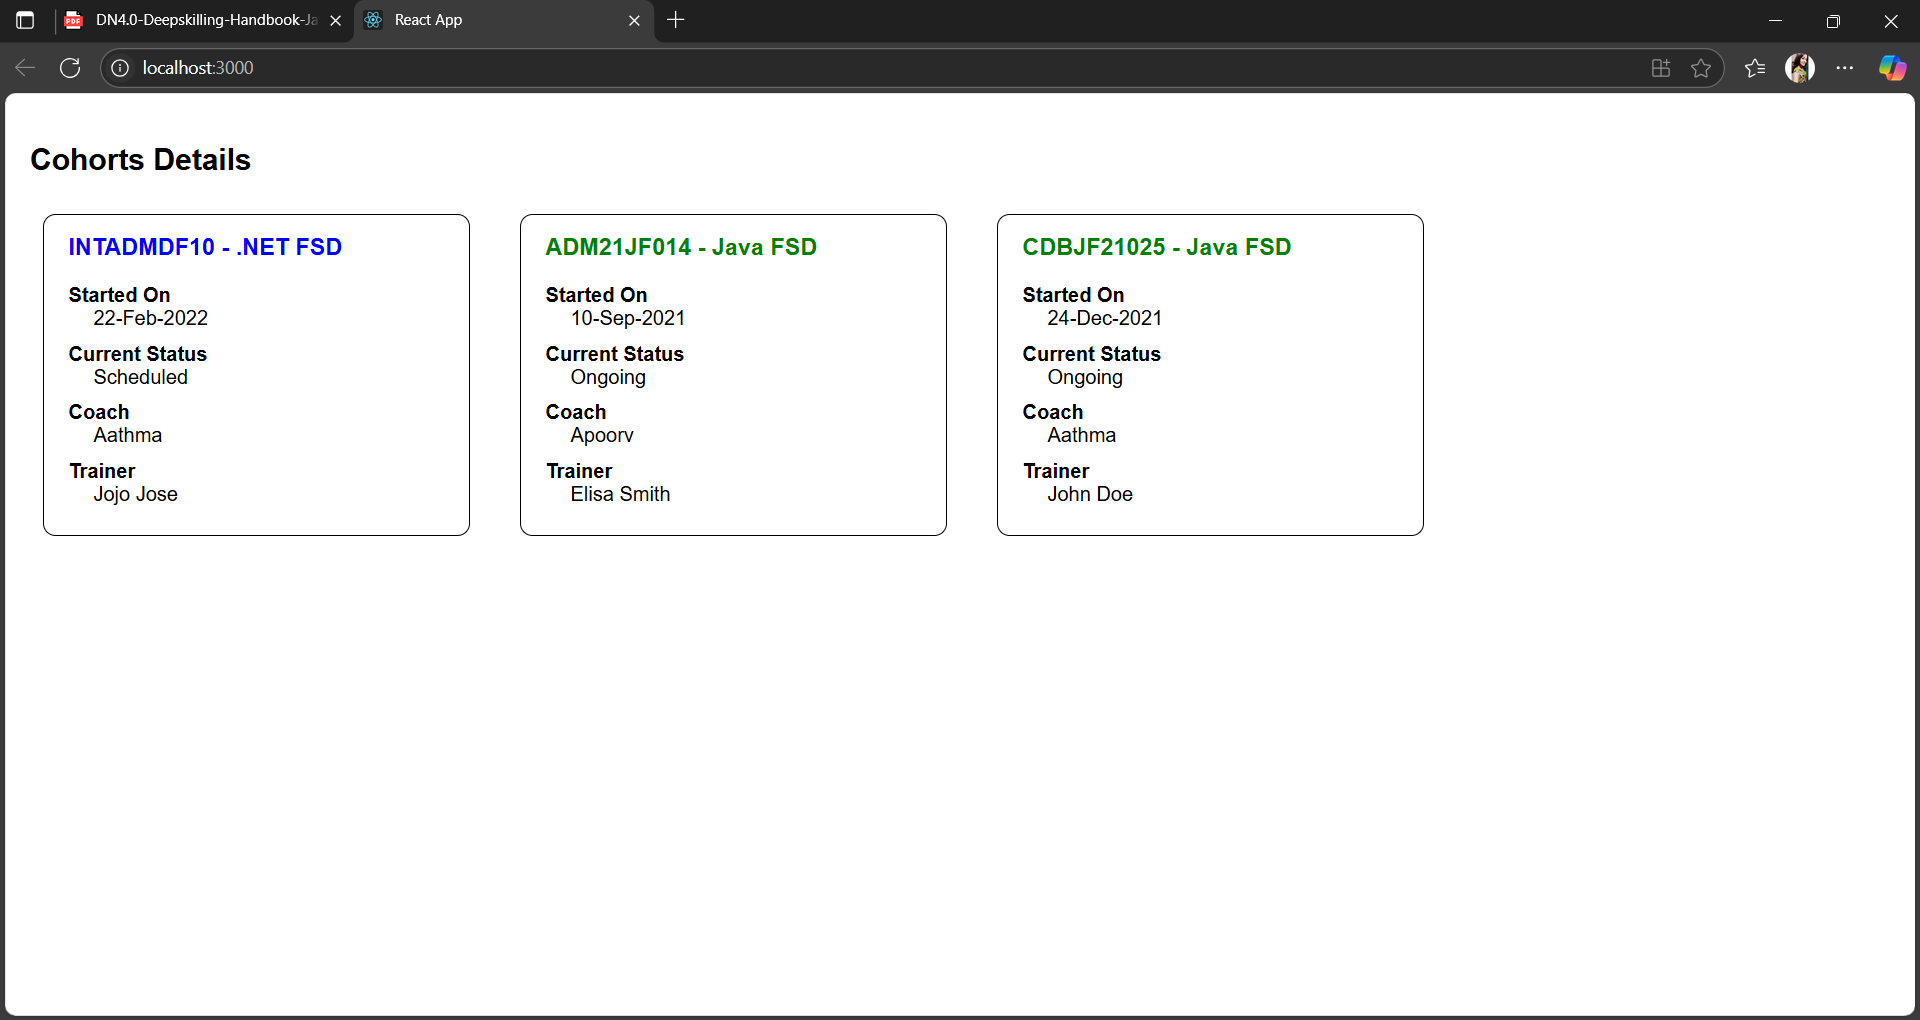 DN4.0-Deepskilling-Handbook-Ja
React App
localhost:3000
Cohorts Details
INTADMDF10 - .NET FSD
Started On
22-Feb-2022
Current Status
Scheduled
Coach
Aathma
Trainer
Jojo Jose
ADM21JF014 - Java FSD
Started On
10-Sep-2021
Current Status
Ongoing
Coach
Apoorv
Trainer
Elisa Smith
CDBJF21025 - Java FSD
Started On
24-Dec-2021
Current Status
Ongoing
Coach
Aathma
Trainer
John Doe